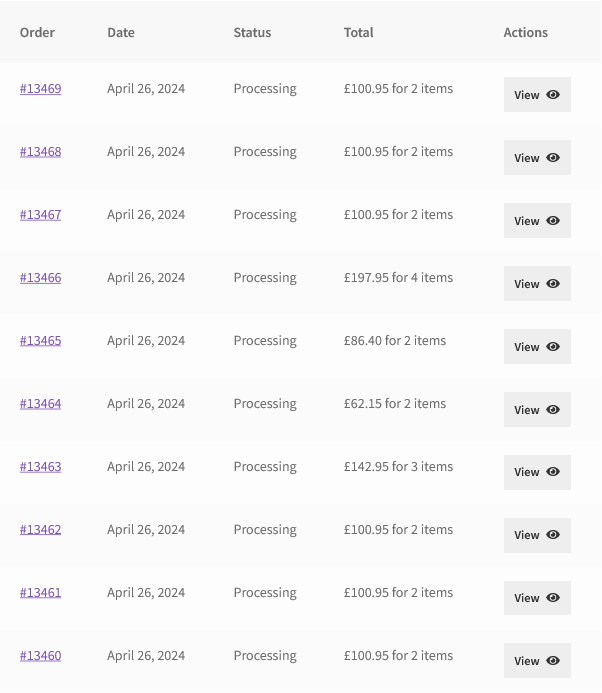 Order Date Status Total Actions
#13469 April 26, 2024 Processing £100.95 for 2 items View
#13468 April 26, 2024 Processing £100.95 for 2 items View
#13467 April 26, 2024 Processing £100.95 for 2 items View
#13466 April 26, 2024 Processing £197.95 for 4 items View
#13465 April 26, 2024 Processing £86.40 for 2 items View
#13464 April 26, 2024 Processing £62.15 for 2 items View
#13463 April 26, 2024 Processing £142.95 for 3 items View
#13462 April 26, 2024 Processing £100.95 for 2 items View
#13461 April 26, 2024 Processing £100.95 for 2 items View
#13460 April 26, 2024 Processing £100.95 for 2 items View